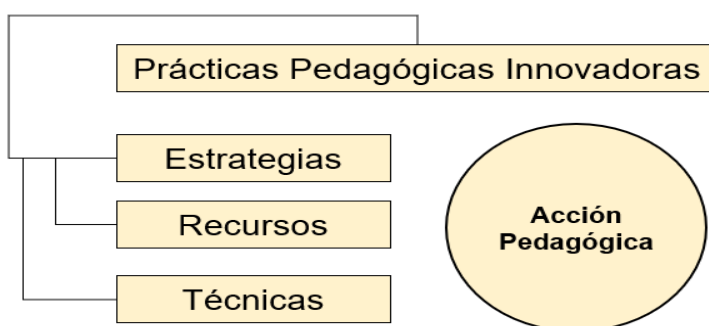 Prácticas Pedagógicas Innovadoras
Estrategias
Recursos
Técnicas
Acción
Pedagógica